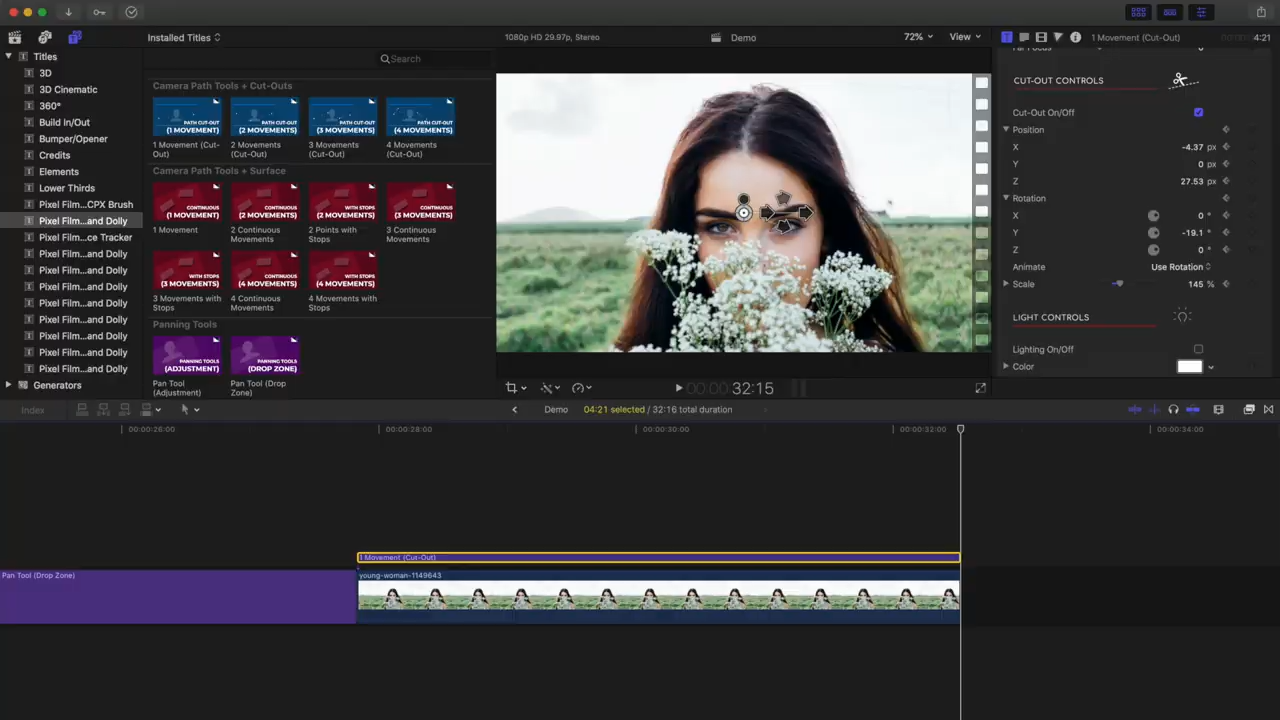 Installed Titles
1080p HD 29.97p, Stereo
Demo
72%
View
1 Movement (Cut-Out)
4:21
Titles
3D
3D Cinematic
360°
Build In/Out
Bumper/Opener
Credits
Elements
Lower Thirds
Pixel Film...CPX Brush
Pixel Film...and Dolly
Pixel Film...ce Tracker
Pixel Film...and Dolly
Pixel Film...and Dolly
Pixel Film...and Dolly
Pixel Film...and Dolly
Pixel Film...and Dolly
Pixel Film...and Dolly
Pixel Film...and Dolly
Pixel Film...and Dolly
Generators
Search
Camera Path Tools + Cut-Outs
PATH CUT-OUT
(1 MOVEMENT)
PATH CUT-OUT
(2 MOVEMENTS)
PATH CUT-OUT
(3 MOVEMENTS)
PATH CUT-OUT
(4 MOVEMENTS)
1 Movement (Cut-Out)
2 Movements (Cut-Out)
3 Movements (Cut-Out)
4 Movements (Cut-Out)
Camera Path Tools + Surface
CONTINUOUS
(1 MOVEMENT)
CONTINUOUS
(2 MOVEMENTS)
WITH STOPS
(2 MOVEMENTS)
CONTINUOUS
(3 MOVEMENTS)
1 Movement
2 Continuous Movements
2 Points with Stops
3 Continuous Movements
WITH STOPS
(3 MOVEMENTS)
CONTINUOUS
(4 MOVEMENTS)
WITH STOPS
(4 MOVEMENTS)
3 Movements with Stops
4 Continuous Movements
4 Movements with Stops
Panning Tools
PANNING TOOLS
(ADJUSTMENT)
PANNING TOOLS
(DROP ZONE)
Pan Tool (Adjustment)
Pan Tool (Drop Zone)
CUT-OUT CONTROLS
Cut-Out On/Off
Position
X -4.37 px
Y 0 px
Z 27.53 px
Rotation
X 0 °
Y -19.1 °
Z 0 °
Animate Use Rotation
Scale 145 %
LIGHT CONTROLS
Lighting On/Off
Color
00:00:32:15
Index
Demo
04:21 selected / 32:16 total duration
00:00:26:00
00:00:28:00
00:00:30:00
00:00:32:00
00:00:34:00
1 Movement (Cut-Out)
Pan Tool (Drop Zone)
young-woman-1149643